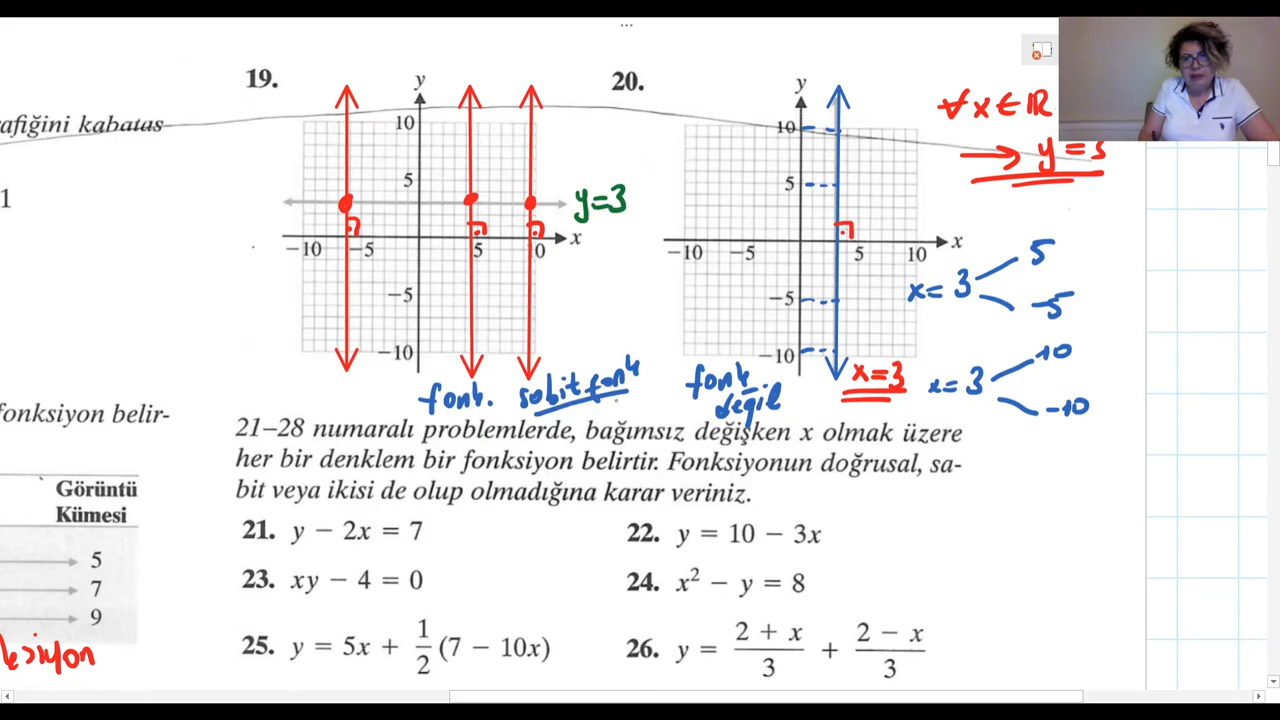 19.
y
10
5
-10
-5
5
0
x
-5
-10
y=3
fonk. sabit fonk
20.
y
10
5
-10
-5
5
10
x
-5
-10
fonk
değil
x=3
∀x∈ℝ
→ y=3
x=3
5
-5
x=3
10
-10
afiğini kabatas-
1
fonksiyon belir-
Görüntü
Kümesi
5
7
9
21–28 numaralı problemlerde, bağımsız değişken x olmak üzere
her bir denklem bir fonksiyon belirtir. Fonksiyonun doğrusal, sa-
bit veya ikisi de olup olmadığına karar veriniz.
21. y − 2x = 7
22. y = 10 − 3x
23. xy − 4 = 0
24. x² − y = 8
25. y = 5x + 1/2 (7 − 10x)
26. y = (2 + x)/3 + (2 − x)/3